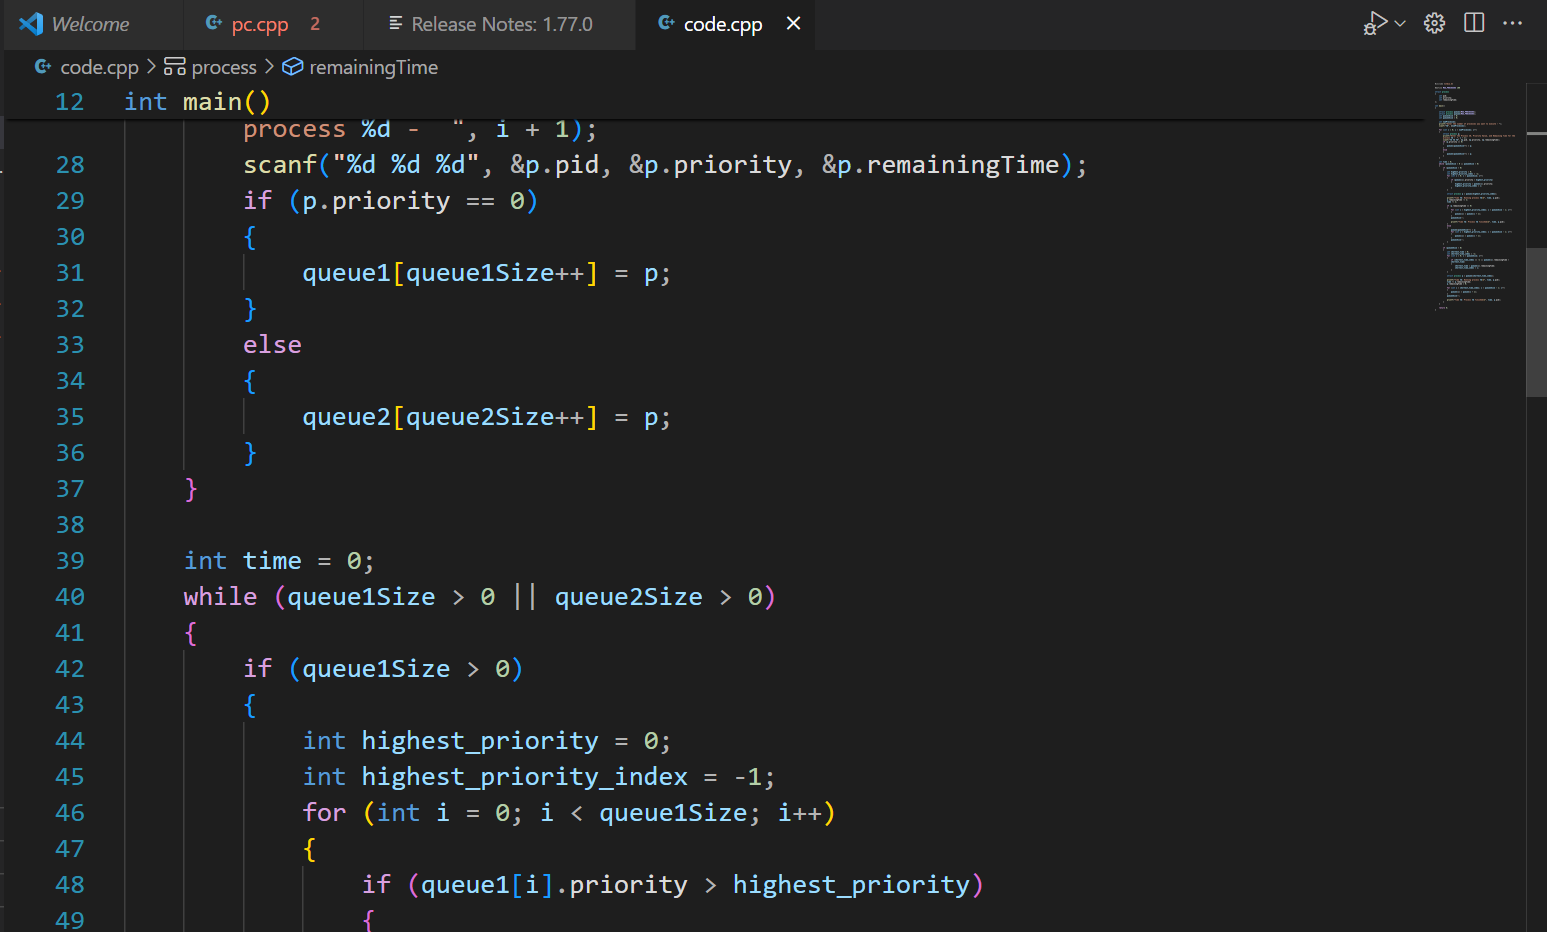 Welcome
pc.cpp 2
Release Notes: 1.77.0
code.cpp
code.cpp > process > remainingTime
12 int main()
process %d -  ", i + 1);
28 scanf("%d %d %d", &p.pid, &p.priority, &p.remainingTime);
29 if (p.priority == 0)
30 {
31 queue1[queue1Size++] = p;
32 }
33 else
34 {
35 queue2[queue2Size++] = p;
36 }
37 }
38
39 int time = 0;
40 while (queue1Size > 0 || queue2Size > 0)
41 {
42 if (queue1Size > 0)
43 {
44 int highest_priority = 0;
45 int highest_priority_index = -1;
46 for (int i = 0; i < queue1Size; i++)
47 {
48 if (queue1[i].priority > highest_priority)
49 {